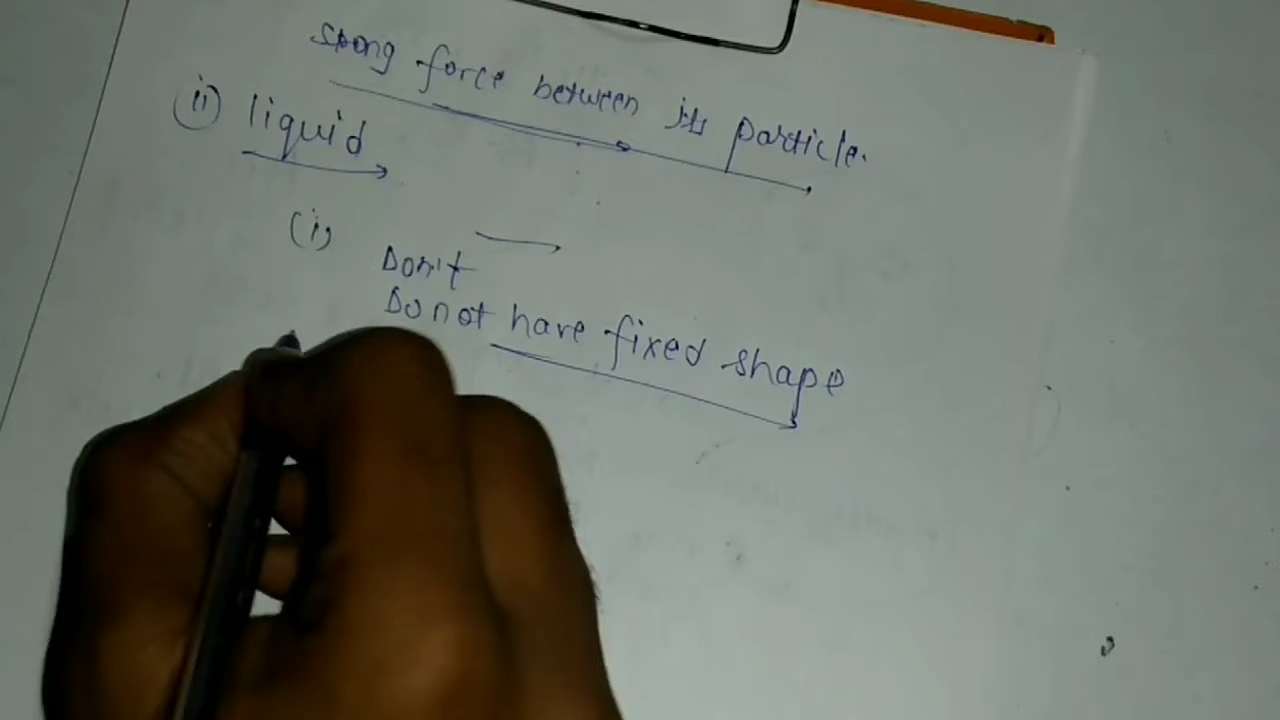 strong force between its particle.
(ii) liquid
(i)
Don't
Do not have fixed shape